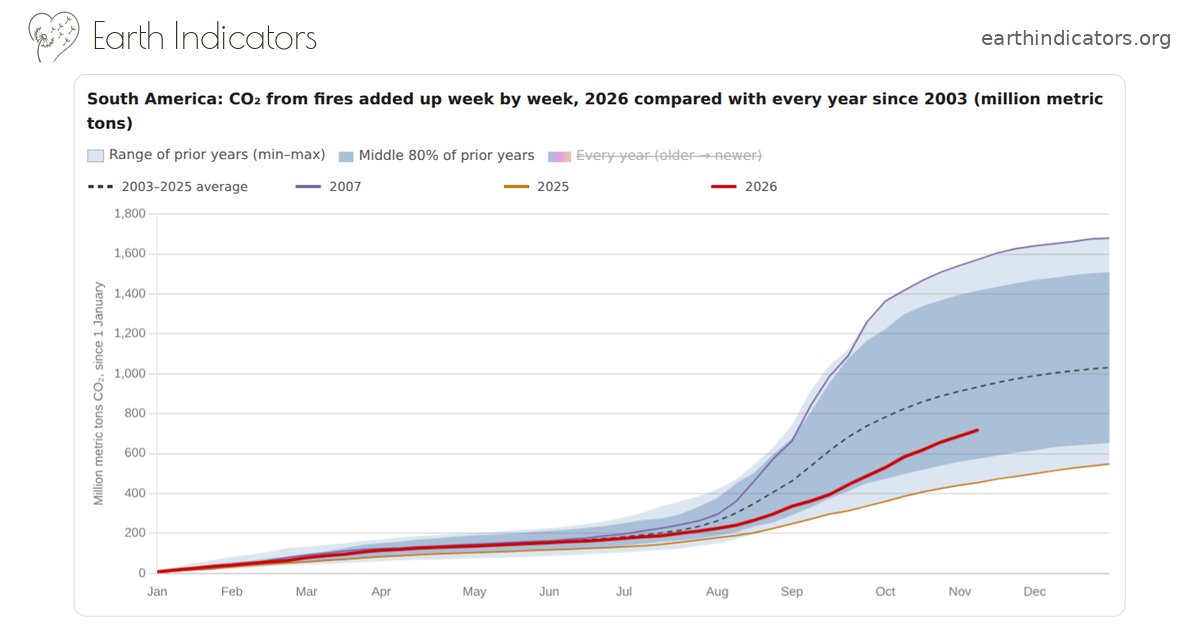 Earth Indicators
earthindicators.org
South America: CO₂ from fires added up week by week, 2026 compared with every year since 2003 (million metric
tons)
Range of prior years (min–max) Middle 80% of prior years Every year (older → newer)
2003–2025 average 2007 2025 2026
Million metric tons CO₂, since 1 January
1,800
1,600
1,400
1,200
1,000
800
600
400
200
0
Jan Feb Mar Apr May Jun Jul Aug Sep Oct Nov Dec